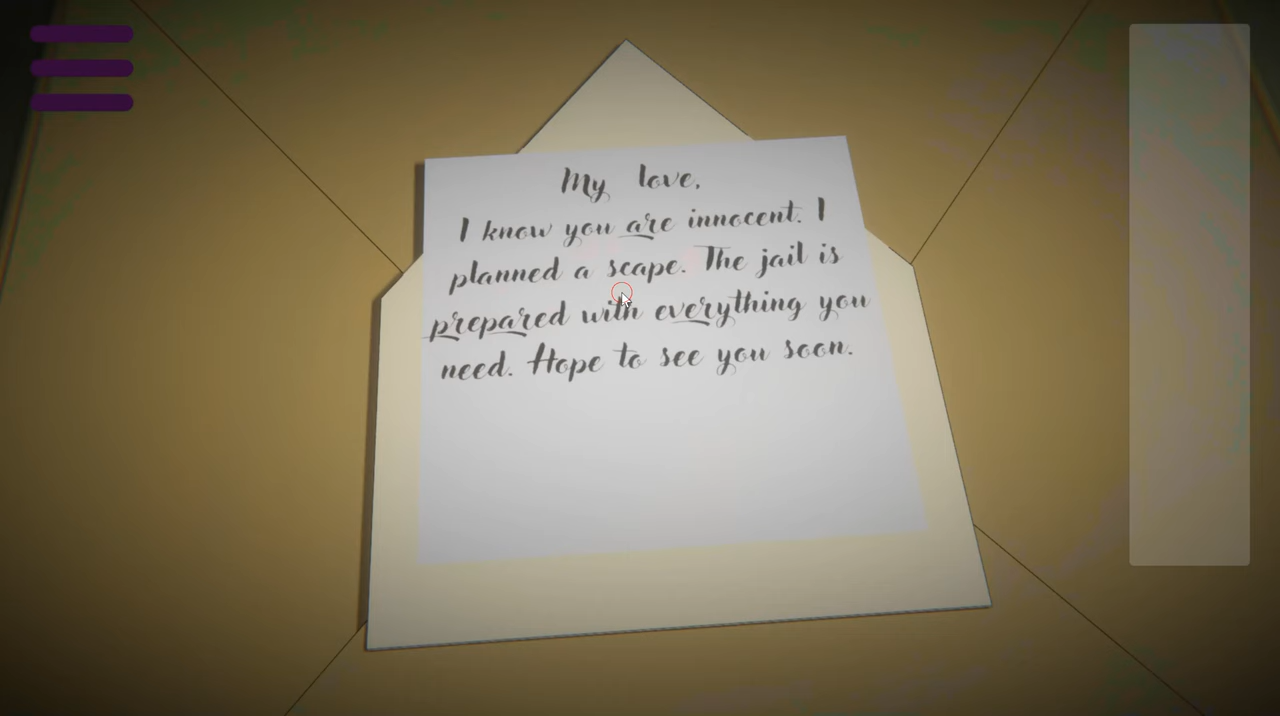 My love,
I know you are innocent. I
planned a scape. The jail is
prepared with everything you
need. Hope to see you soon.